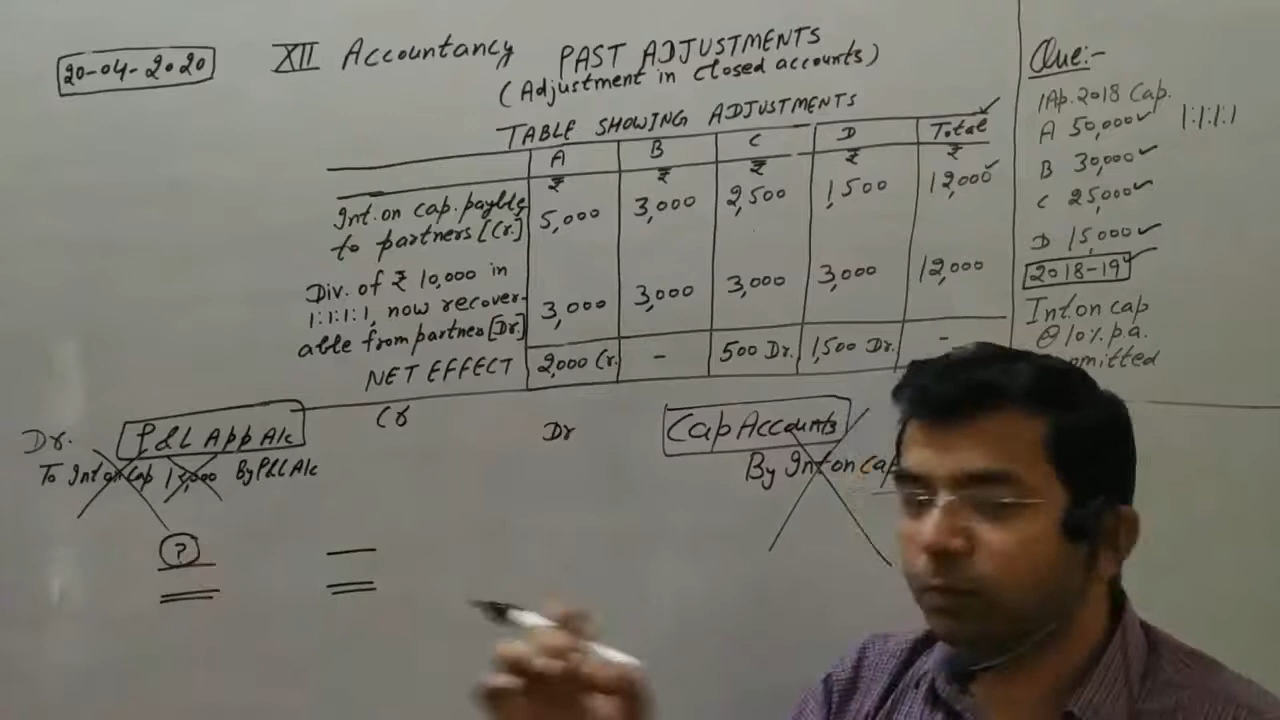 20-04-2020
XII Accountancy
PAST ADJUSTMENTS
(Adjustment in closed accounts)
TABLE SHOWING ADJUSTMENTS
A B C D Total
₹ ₹ ₹ ₹ ₹
Int. on cap. payble
to partners [Cr.] 5,000 3,000 2,500 1,500 12,000
Div. of ₹ 10,000 in
1:1:1:1, now recover-
able from partners [Dr.] 3,000 3,000 3,000 3,000 12,000
NET EFFECT 2,000 Cr. - 500 Dr. 1,500 Dr. -
Que:-
1 Ap. 2018 Cap.
A 50,000 1:1:1:1
B 30,000
C 25,000
D 15,000
2018-19
Int on cap
@ 10% p.a.
omitted
Dr. P&L App A/c Cr
To Int on Cap 12,000 By P&L A/c
?
Dr Cap Accounts
By Int on cap